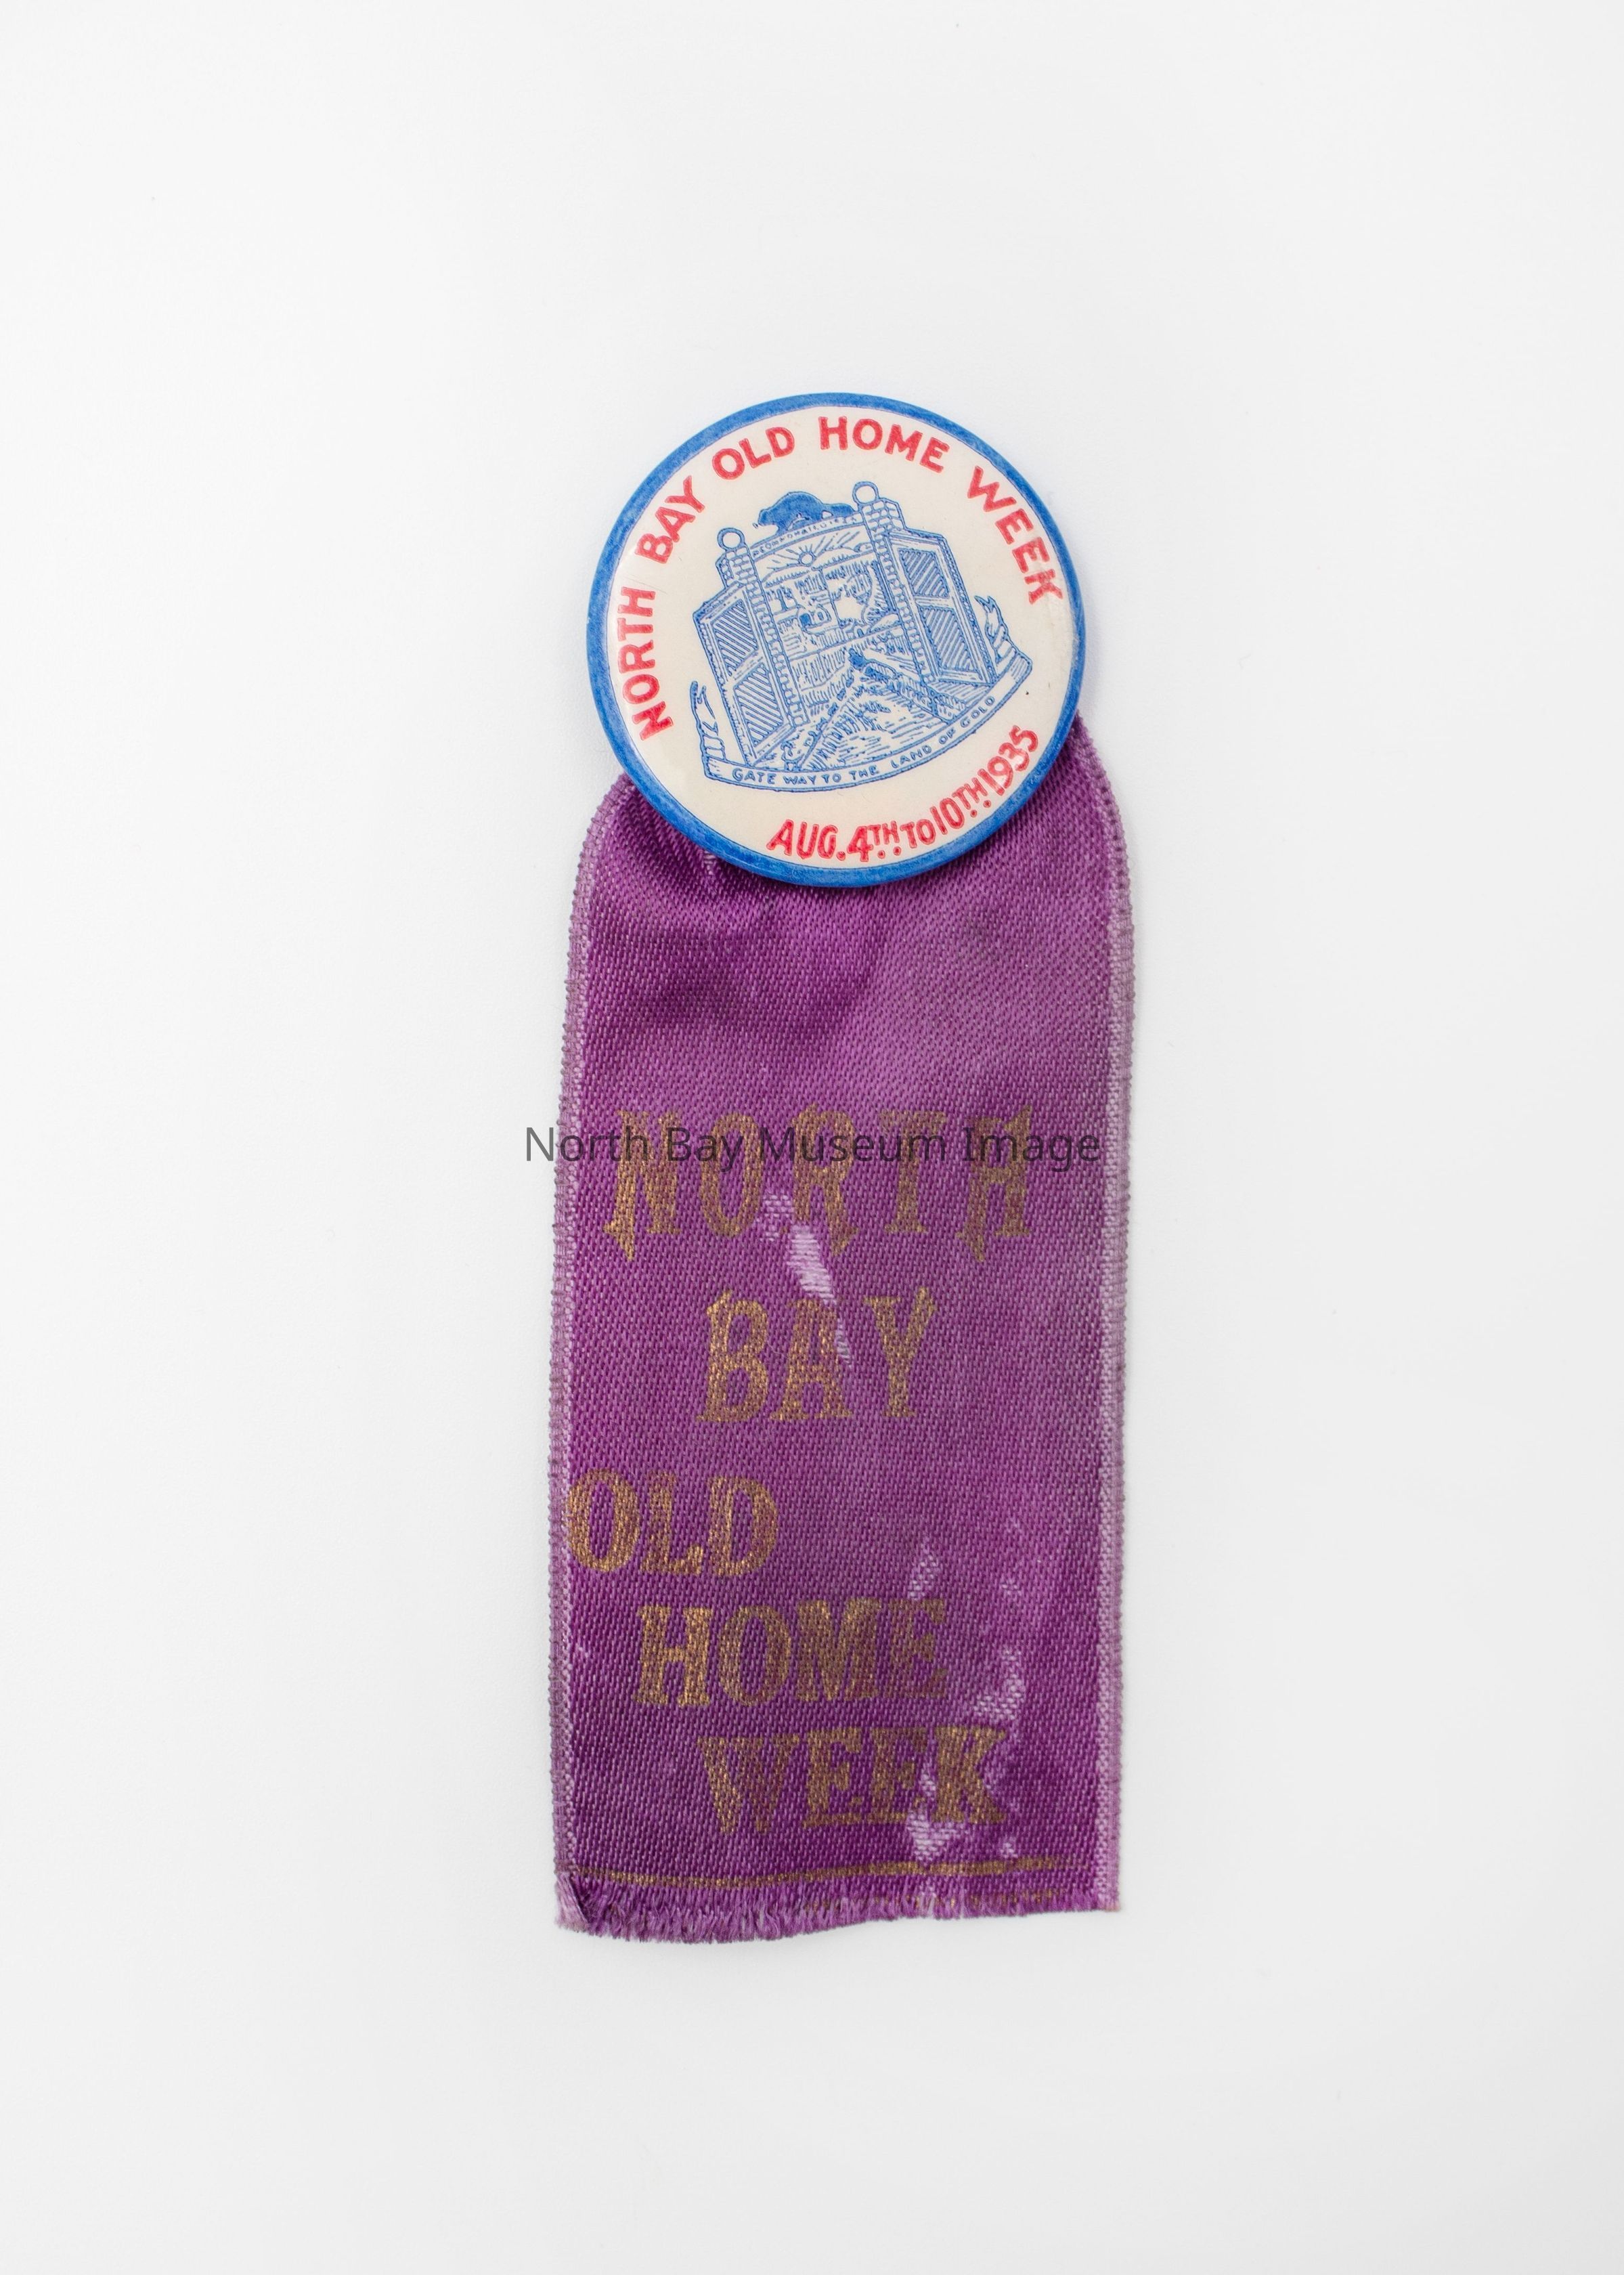 NORTH BAY OLD HOME WEEK
INCORPORATED
GATE WAY TO THE LAND OF GOLD
AUG. 4TH TO 10TH 1935
North Bay Museum Image
NORTH
BAY
OLD
HOME
WEEK